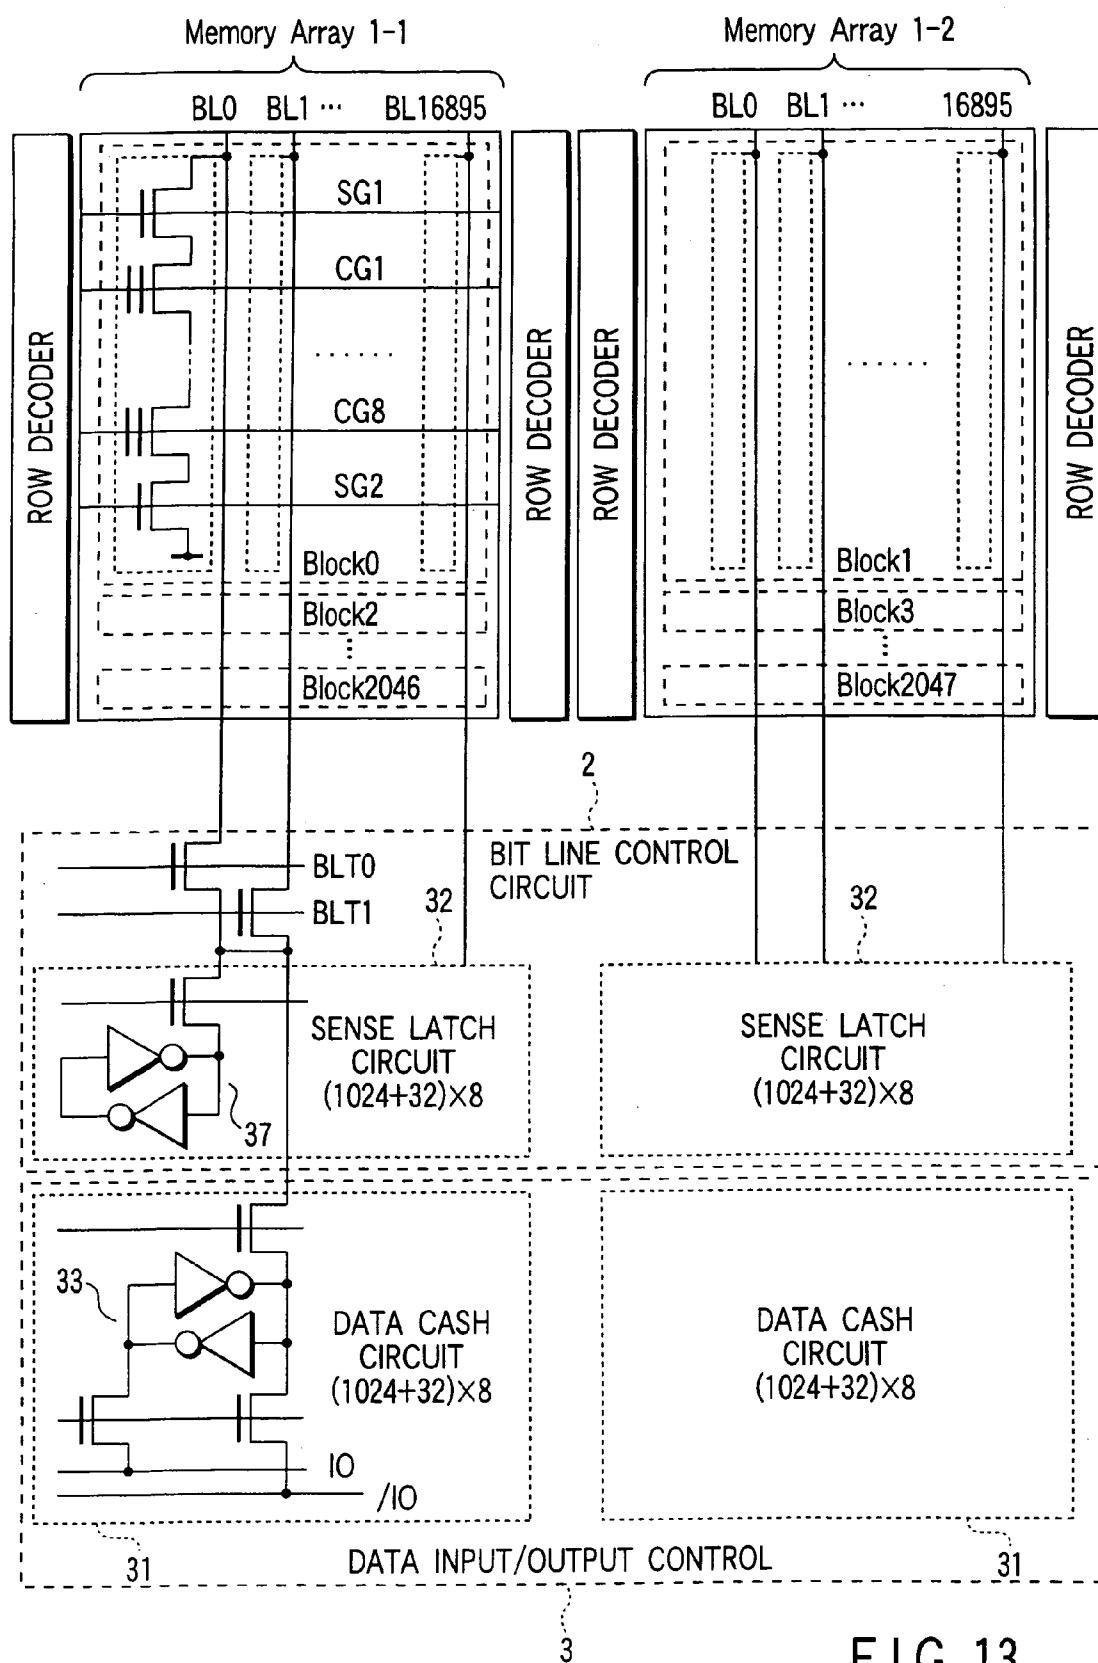 Memory Array 1-1
Memory Array 1-2
BL0 BL1 ··· BL16895
BL0 BL1 ··· 16895
ROW DECODER
ROW DECODER
ROW DECODER
ROW DECODER
SG1
CG1
·······
CG8
SG2
Block0
Block2
Block2046
·······
Block1
Block3
Block2047
2
BIT LINE CONTROL
CIRCUIT
BLT0
BLT1
32
32
SENSE LATCH
CIRCUIT
(1024+32)×8
37
SENSE LATCH
CIRCUIT
(1024+32)×8
33
DATA CASH
CIRCUIT
(1024+32)×8
DATA CASH
CIRCUIT
(1024+32)×8
IO
/IO
31
31
DATA INPUT/OUTPUT CONTROL
3
FIG. 13